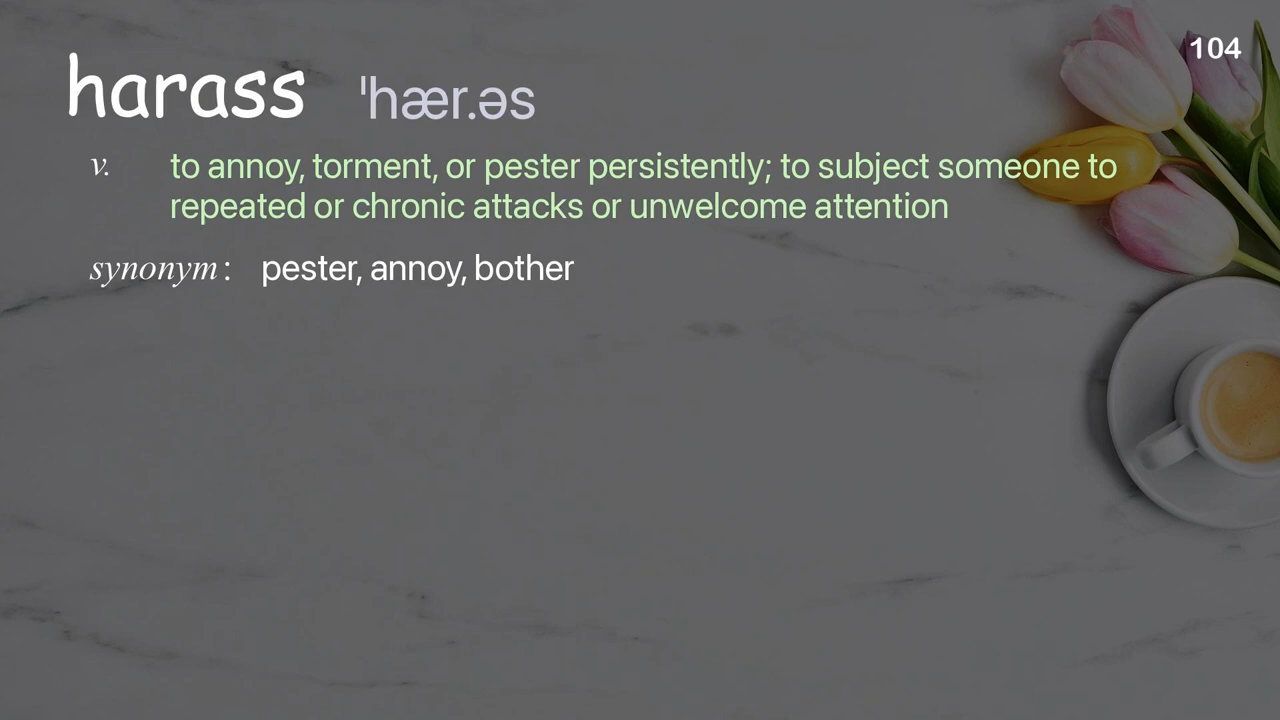 104
harass ˈhær.əs
v. to annoy, torment, or pester persistently; to subject someone to
repeated or chronic attacks or unwelcome attention
synonym : pester, annoy, bother